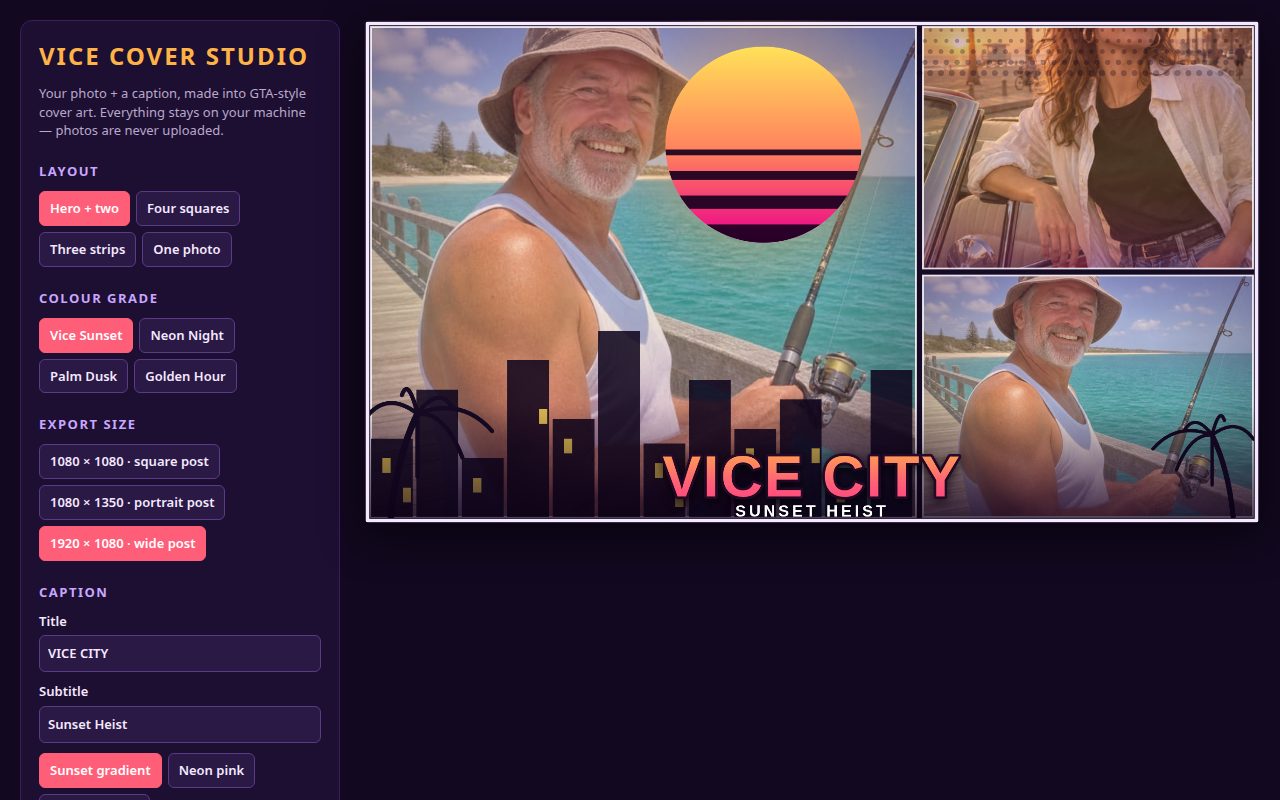 VICE COVER STUDIO
Your photo + a caption, made into GTA-style
cover art. Everything stays on your machine
— photos are never uploaded.
LAYOUT
Hero + two
Four squares
Three strips
One photo
COLOUR GRADE
Vice Sunset
Neon Night
Palm Dusk
Golden Hour
EXPORT SIZE
1080 × 1080 · square post
1080 × 1350 · portrait post
1920 × 1080 · wide post
CAPTION
Title
VICE CITY
Subtitle
Sunset Heist
Sunset gradient
Neon pink
VICE CITY
SUNSET HEIST